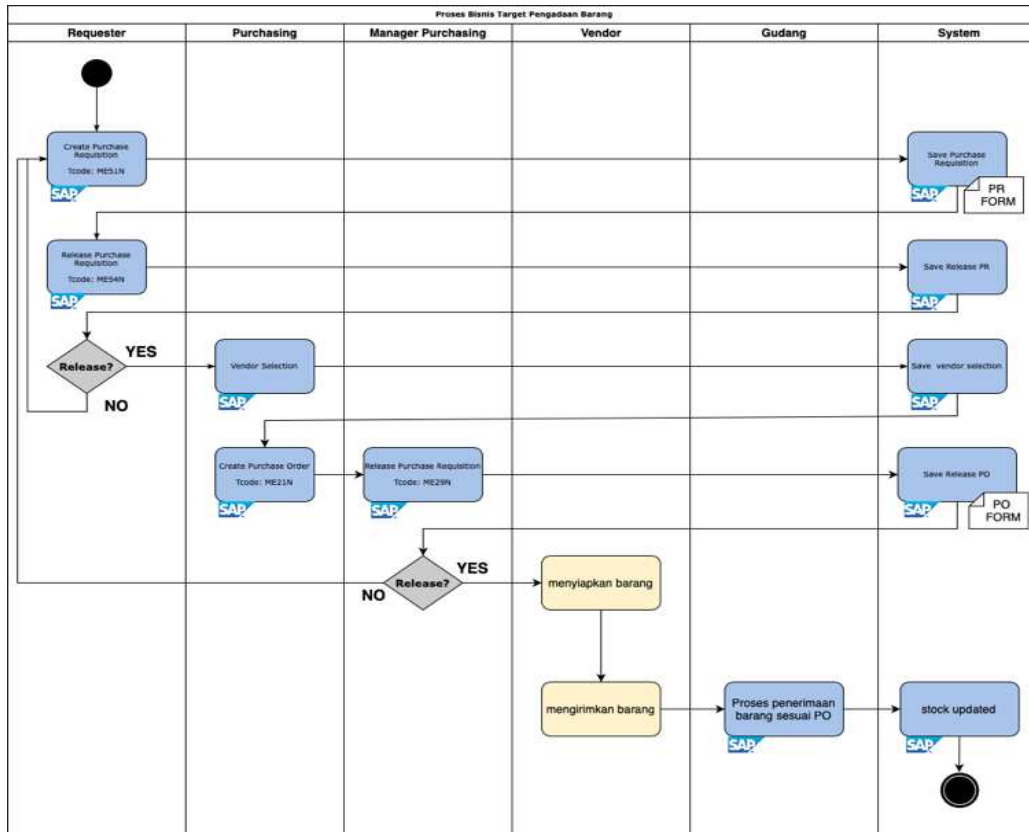 Proses Bisnis Target Pengadaan Barang
Requester
Purchasing
Manager Purchasing
Vendor
Gudang
System
Create Purchase
Requisition
Tcode: ME51N
SAP
Save Purchase
Requisition
SAP
PR
FORM
Release Purchase
Requisition
Tcode: ME54N
SAP
Save Release PR
SAP
Release?
YES
NO
Vendor Selection
SAP
Save vendor selection
SAP
Create Purchase Order
Tcode: ME21N
SAP
Release Purchase Requisition
Tcode: ME29N
SAP
Save Release PO
SAP
PO
FORM
Release?
YES
NO
menyiapkan barang
mengirimkan barang
Proses penerimaan
barang sesuai PO
SAP
stock updated
SAP